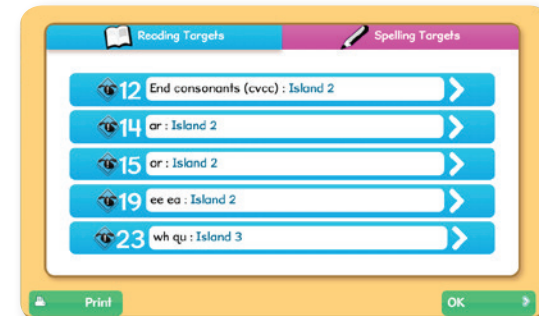 Reading Targets Spelling Targets
12 End consonants (cvcc) : Island 2
14 ar : Island 2
15 or : Island 2
19 ee ea : Island 2
23 wh qu : Island 3
Print OK